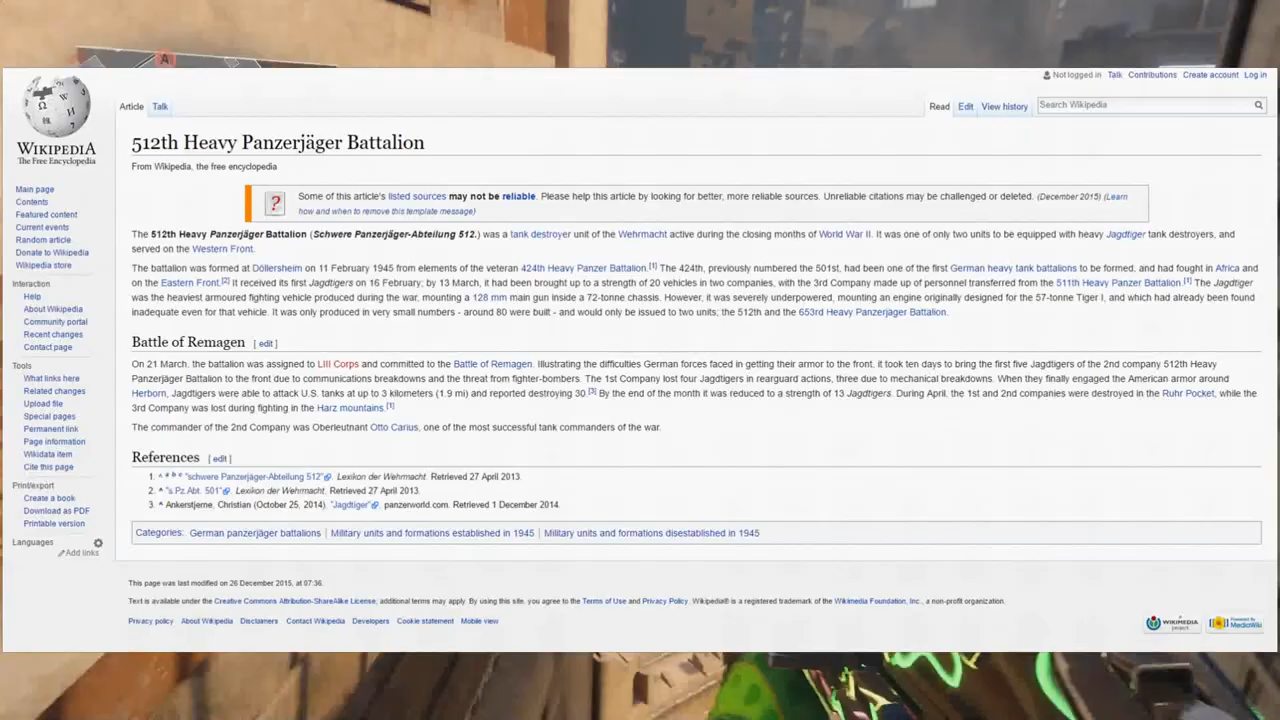 A
Not logged in Talk Contributions Create account Log in
Article Talk
Read Edit View history Search Wikipedia
WIKIPEDIA
The Free Encyclopedia
Main page
Contents
Featured content
Current events
Random article
Donate to Wikipedia
Wikipedia store
Interaction
Help
About Wikipedia
Community portal
Recent changes
Contact page
Tools
What links here
Related changes
Upload file
Special pages
Permanent link
Page information
Wikidata item
Cite this page
Print/export
Create a book
Download as PDF
Printable version
Languages
Add links
512th Heavy Panzerjäger Battalion
From Wikipedia, the free encyclopedia
Some of this article's listed sources may not be reliable. Please help this article by looking for better, more reliable sources. Unreliable citations may be challenged or deleted. (December 2015) (Learn
how and when to remove this template message)
The 512th Heavy Panzerjäger Battalion (Schwere Panzerjäger-Abteilung 512.) was a tank destroyer unit of the Wehrmacht active during the closing months of World War II. It was one of only two units to be equipped with heavy Jagdtiger tank destroyers, and
served on the Western Front.
The battalion was formed at Döllersheim on 11 February 1945 from elements of the veteran 424th Heavy Panzer Battalion.[1] The 424th, previously numbered the 501st, had been one of the first German heavy tank battalions to be formed, and had fought in Africa and
on the Eastern Front.[2] It received its first Jagdtigers on 16 February; by 13 March, it had been brought up to a strength of 20 vehicles in two companies, with the 3rd Company made up of personnel transferred from the 511th Heavy Panzer Battalion.[1] The Jagdtiger
was the heaviest armoured fighting vehicle produced during the war, mounting a 128 mm main gun inside a 72-tonne chassis. However, it was severely underpowered, mounting an engine originally designed for the 57-tonne Tiger I, and which had already been found
inadequate even for that vehicle. It was only produced in very small numbers - around 80 were built - and would only be issued to two units; the 512th and the 653rd Heavy Panzerjäger Battalion.
Battle of Remagen [ edit ]
On 21 March, the battalion was assigned to LIII Corps and committed to the Battle of Remagen. Illustrating the difficulties German forces faced in getting their armor to the front, it took ten days to bring the first five Jagdtigers of the 2nd company 512th Heavy
Panzerjäger Battalion to the front due to communications breakdowns and the threat from fighter-bombers. The 1st Company lost four Jagdtigers in rearguard actions, three due to mechanical breakdowns. When they finally engaged the American armor around
Herborn, Jagdtigers were able to attack U.S. tanks at up to 3 kilometers (1.9 mi) and reported destroying 30.[3] By the end of the month it was reduced to a strength of 13 Jagdtigers. During April, the 1st and 2nd companies were destroyed in the Ruhr Pocket, while the
3rd Company was lost during fighting in the Harz mountains.[1]
The commander of the 2nd Company was Oberleutnant Otto Carius, one of the most successful tank commanders of the war.
References [ edit ]
1. ^ a b c "schwere Panzerjäger-Abteilung 512". Lexikon der Wehrmacht. Retrieved 27 April 2013.
2. ^ "s.Pz.Abt. 501". Lexikon der Wehrmacht. Retrieved 27 April 2013.
3. ^ Ankerstjerne, Christian (October 25, 2014). "Jagdtiger". panzerworld.com. Retrieved 1 December 2014.
Categories: German panzerjäger battalions | Military units and formations established in 1945 | Military units and formations disestablished in 1945
This page was last modified on 26 December 2015, at 07:36.
Text is available under the Creative Commons Attribution-ShareAlike License; additional terms may apply. By using this site, you agree to the Terms of Use and Privacy Policy. Wikipedia® is a registered trademark of the Wikimedia Foundation, Inc., a non-profit organization.
Privacy policy About Wikipedia Disclaimers Contact Wikipedia Developers Cookie statement Mobile view
A WIKIMEDIA project
Powered By MediaWiki